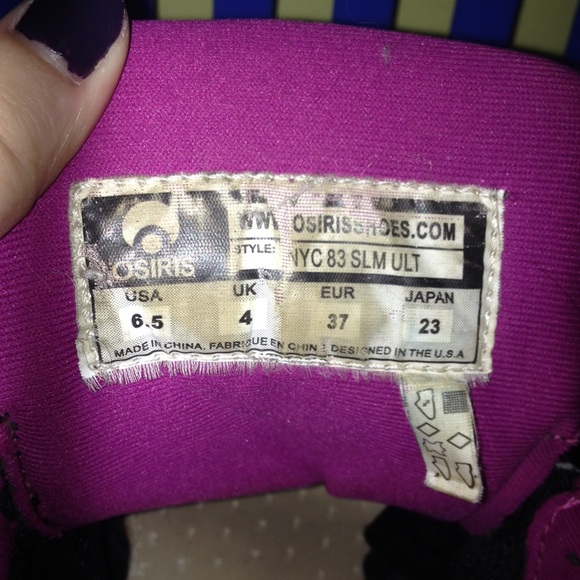 WWW OSIRISSHOES.COM
STYLE: NYC 83 SLM ULT
OSIRIS
USA UK EUR JAPAN
6.5 4 37 23
MADE IN CHINA. FABRIQUE EN CHINE DESIGNED IN THE U.S.A